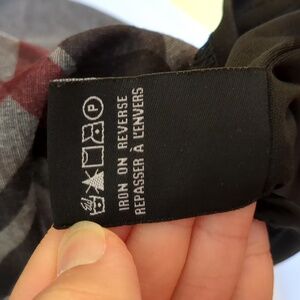 P
IRON ON REVERSE
REPASSER À L'ENVERS